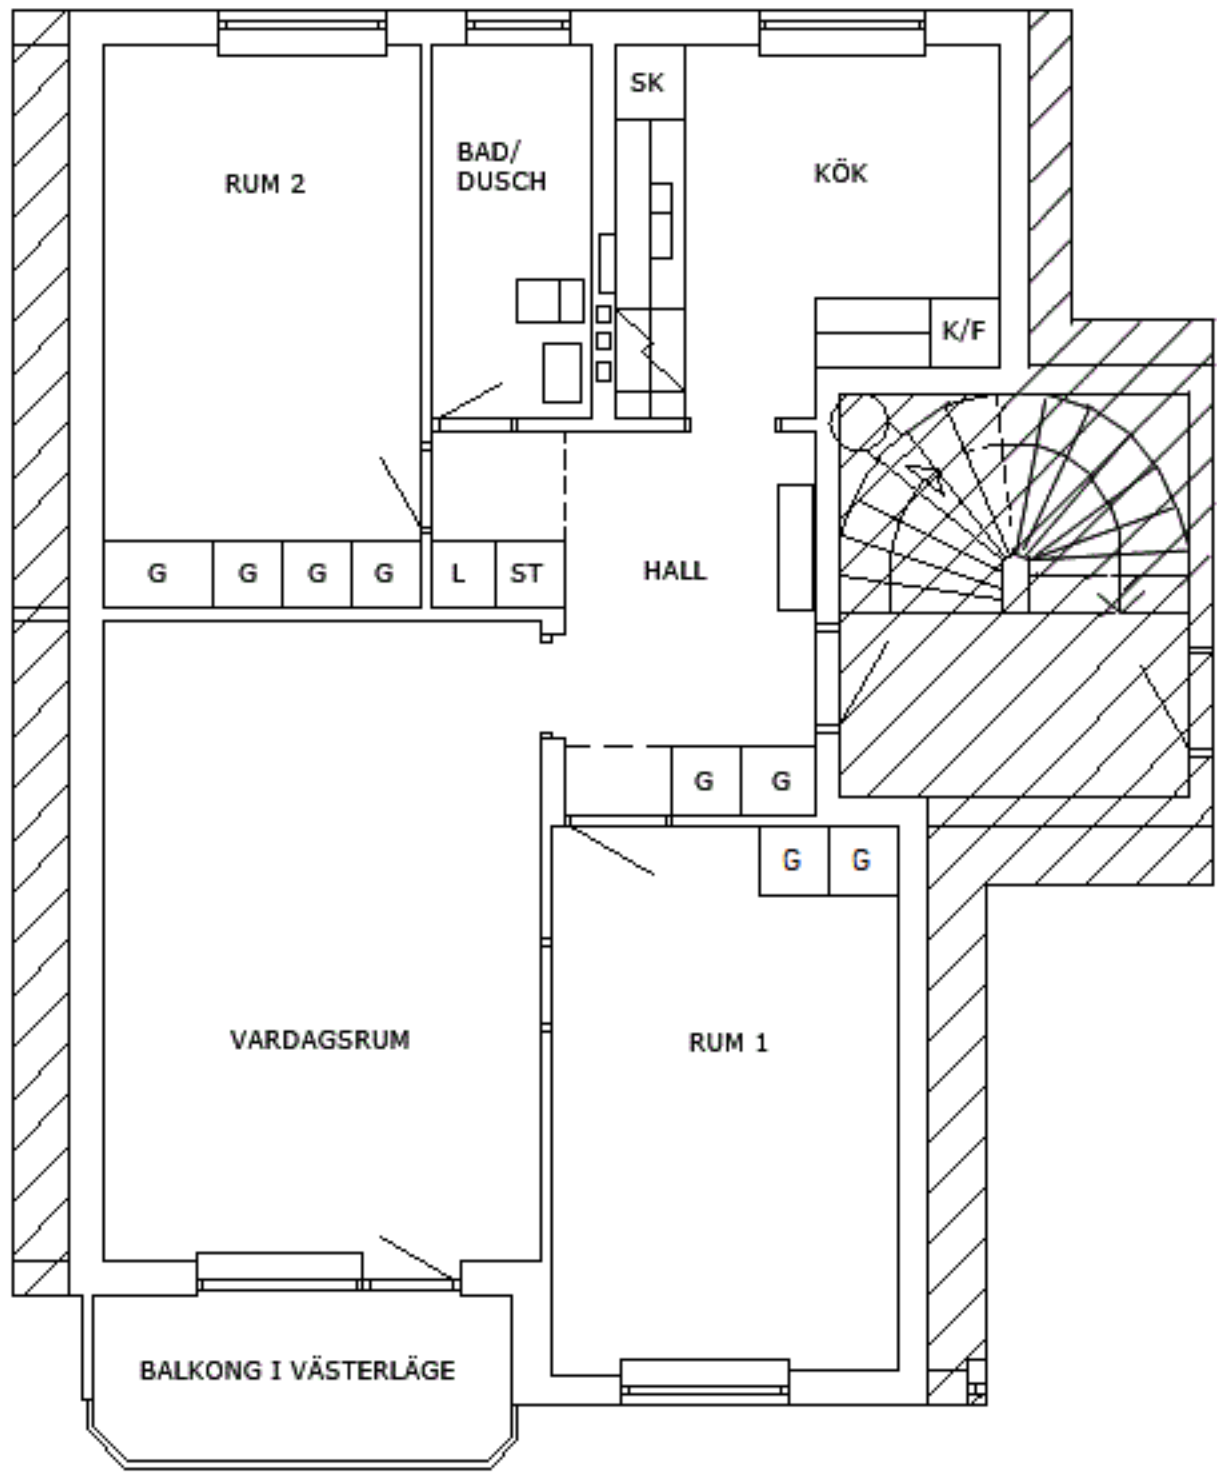 SK
BAD/
DUSCH
RUM 2
KÖK
K/F
G
G
G
G
L
ST
HALL
G
G
G
G
VARDAGSRUM
RUM 1
BALKONG I VÄSTERLÄGE